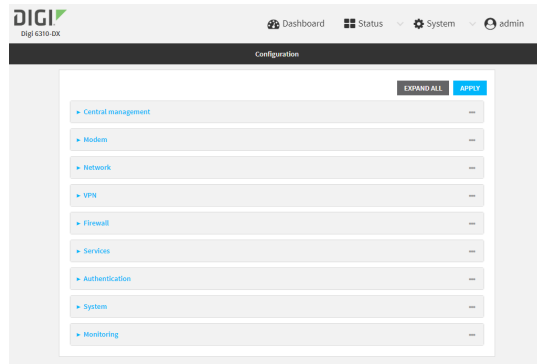 DIGI
Digi 6310-DX
Dashboard Status System admin
Configuration
EXPAND ALL APPLY
Central management
Modem
Network
VPN
Firewall
Services
Authentication
System
Monitoring